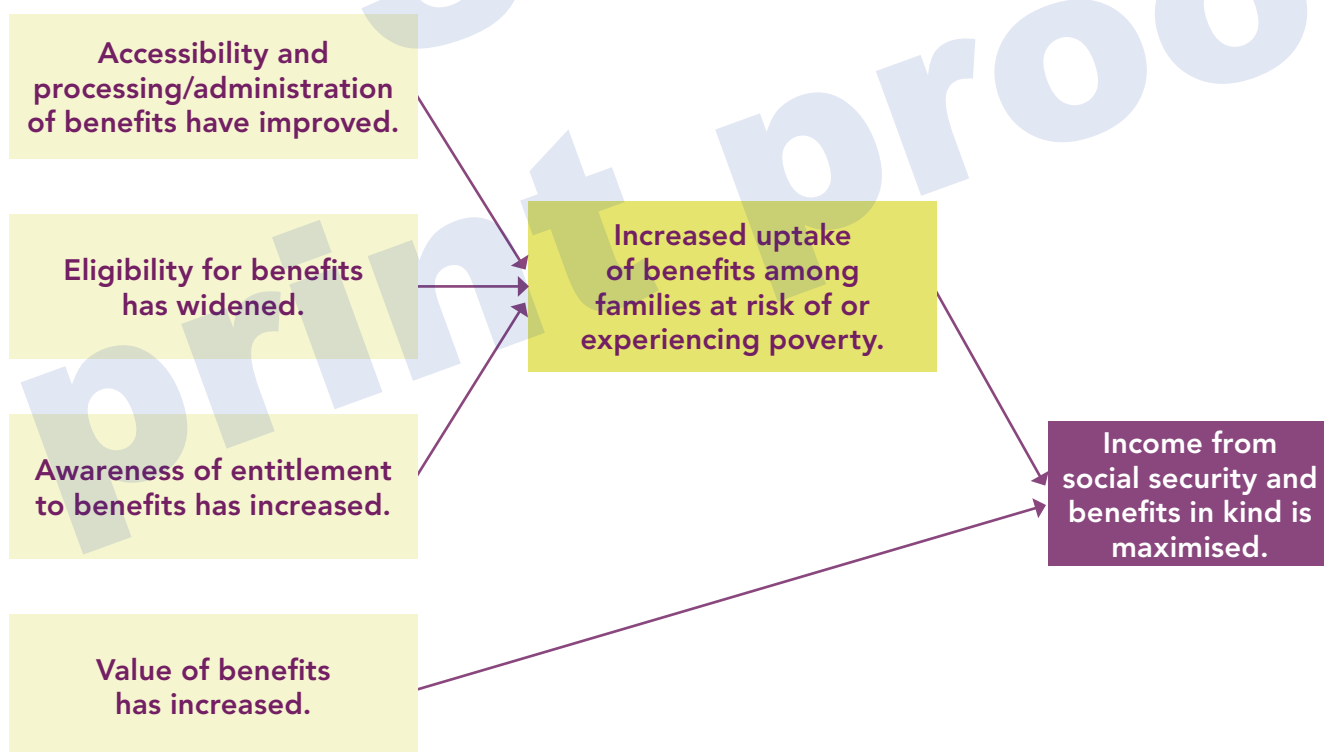 Accessibility and
processing/administration
of benefits have improved.
Eligibility for benefits
has widened.
Awareness of entitlement
to benefits has increased.
Value of benefits
has increased.
Increased uptake
of benefits among
families at risk of or
experiencing poverty.
Income from
social security and
benefits in kind is
maximised.
print proo